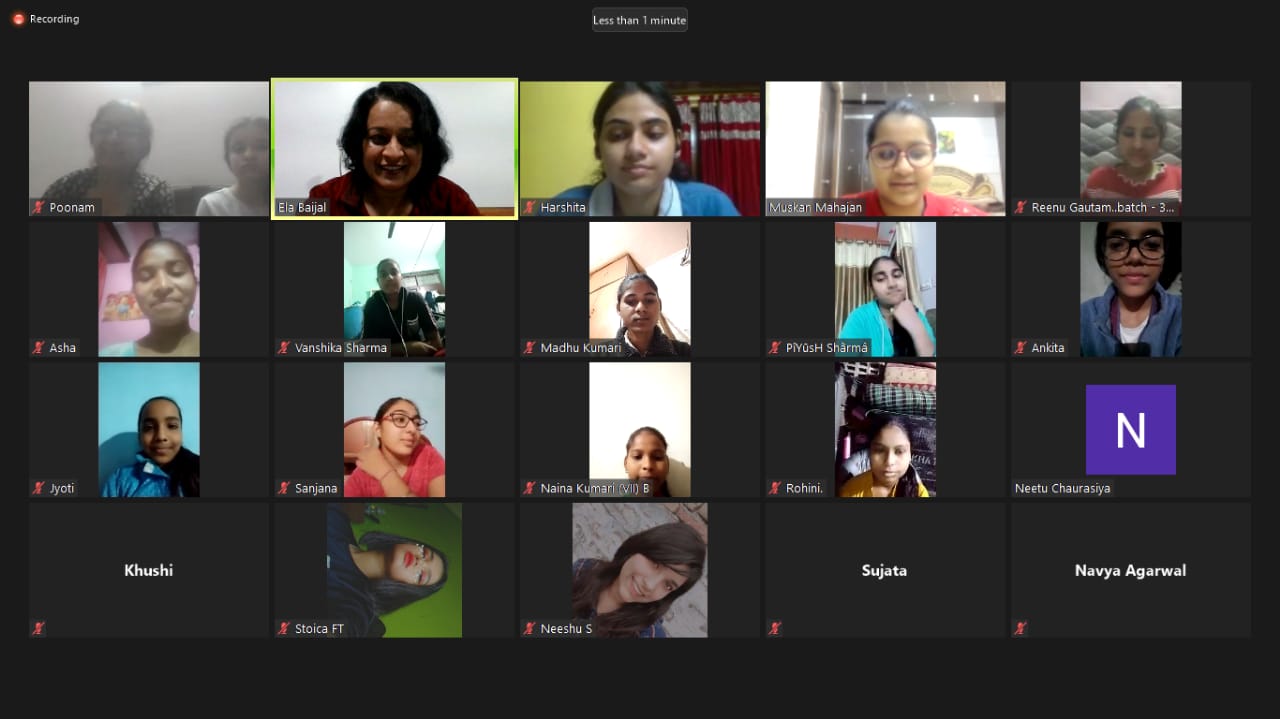 Recording
Less than 1 minute
Poonam
Ela Baijal
Harshita
Muskan Mahajan
Reenu Gautam..batch - 3...
Asha
Vanshika Sharma
Madhu Kumari
PîYûsH Shârmâ
Ankita
Jyoti
Sanjana
Naina Kumari (VII) B
Rohini.
N
Neetu Chaurasiya
Khushi
Stoica FT
Neeshu S
Sujata
Navya Agarwal